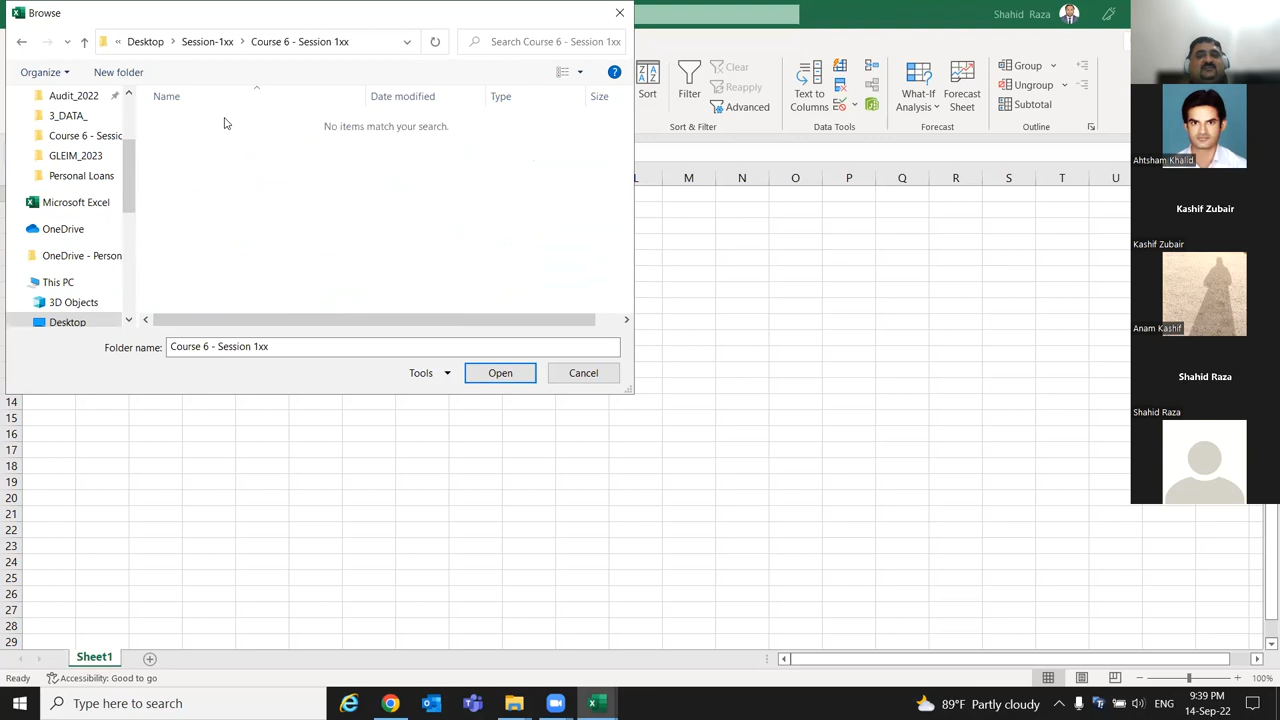 Browse
Shahid Raza
« Desktop > Session-1xx > Course 6 - Session 1xx
Search Course 6 - Session 1xx
Organize
New folder
Name
Date modified
Type
Size
No items match your search.
Audit_2022
3_DATA_
Course 6 - Sessic
GLEIM_2023
Personal Loans
Microsoft Excel
OneDrive
OneDrive - Person
This PC
3D Objects
Desktop
Folder name: Course 6 - Session 1xx
Tools
Open
Cancel
Sort
Filter
Clear
Reapply
Advanced
Sort & Filter
Text to
Columns
Data Tools
What-If
Analysis
Forecast
Sheet
Forecast
Group
Ungroup
Subtotal
Outline
L M N O P Q R S T U
14
15
16
17
18
19
20
21
22
23
24
25
26
27
28
29
Ahtsham Khalid
Kashif Zubair
Kashif Zubair
Anam Kashif
Shahid Raza
Shahid Raza
Sheet1
Ready
Accessibility: Good to go
100%
Type here to search
89°F Partly cloudy
ENG
9:39 PM
14-Sep-22